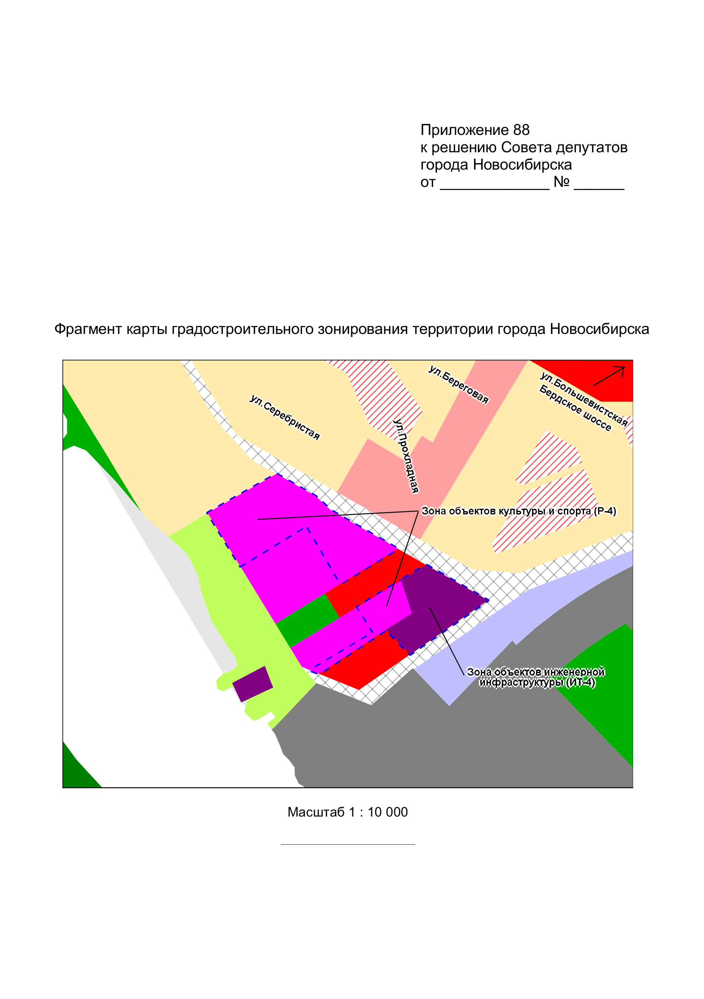 Приложение 88
к решению Совета депутатов
города Новосибирска
от _____________ № ______
Фрагмент карты градостроительного зонирования территории города Новосибирска
ул.Береговая
ул.Большевистская
Бердское шоссе
ул.Серебристая
ул.Прохладная
Зона объектов культуры и спорта (Р-4)
Зона объектов инженерной
инфраструктуры (ИТ-4)
Масштаб 1 : 10 000